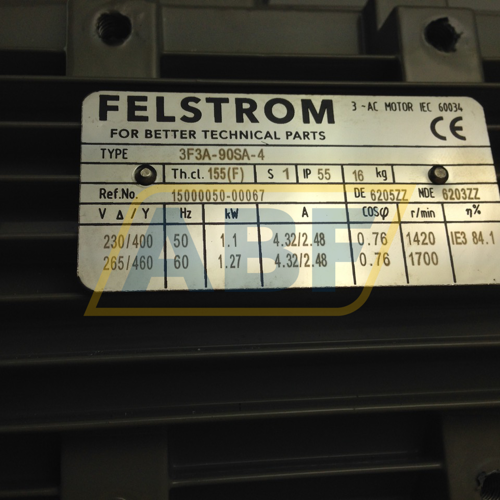 FELSTROM 3-AC MOTOR IEC 60034
FOR BETTER TECHNICAL PARTS CE
TYPE 3F3A-90SA-4
Th.cl. 155(F) S 1 IP 55 16 kg
Ref.No. 15000050-00067 DE 6205ZZ NDE 6203ZZ
V Δ/Y Hz kW A COSφ r/min η%
230/400 50 1.1 4.32/2.48 0.76 1420 IE3 84.1
265/460 60 1.27 4.32/2.48 0.76 1700
ABF